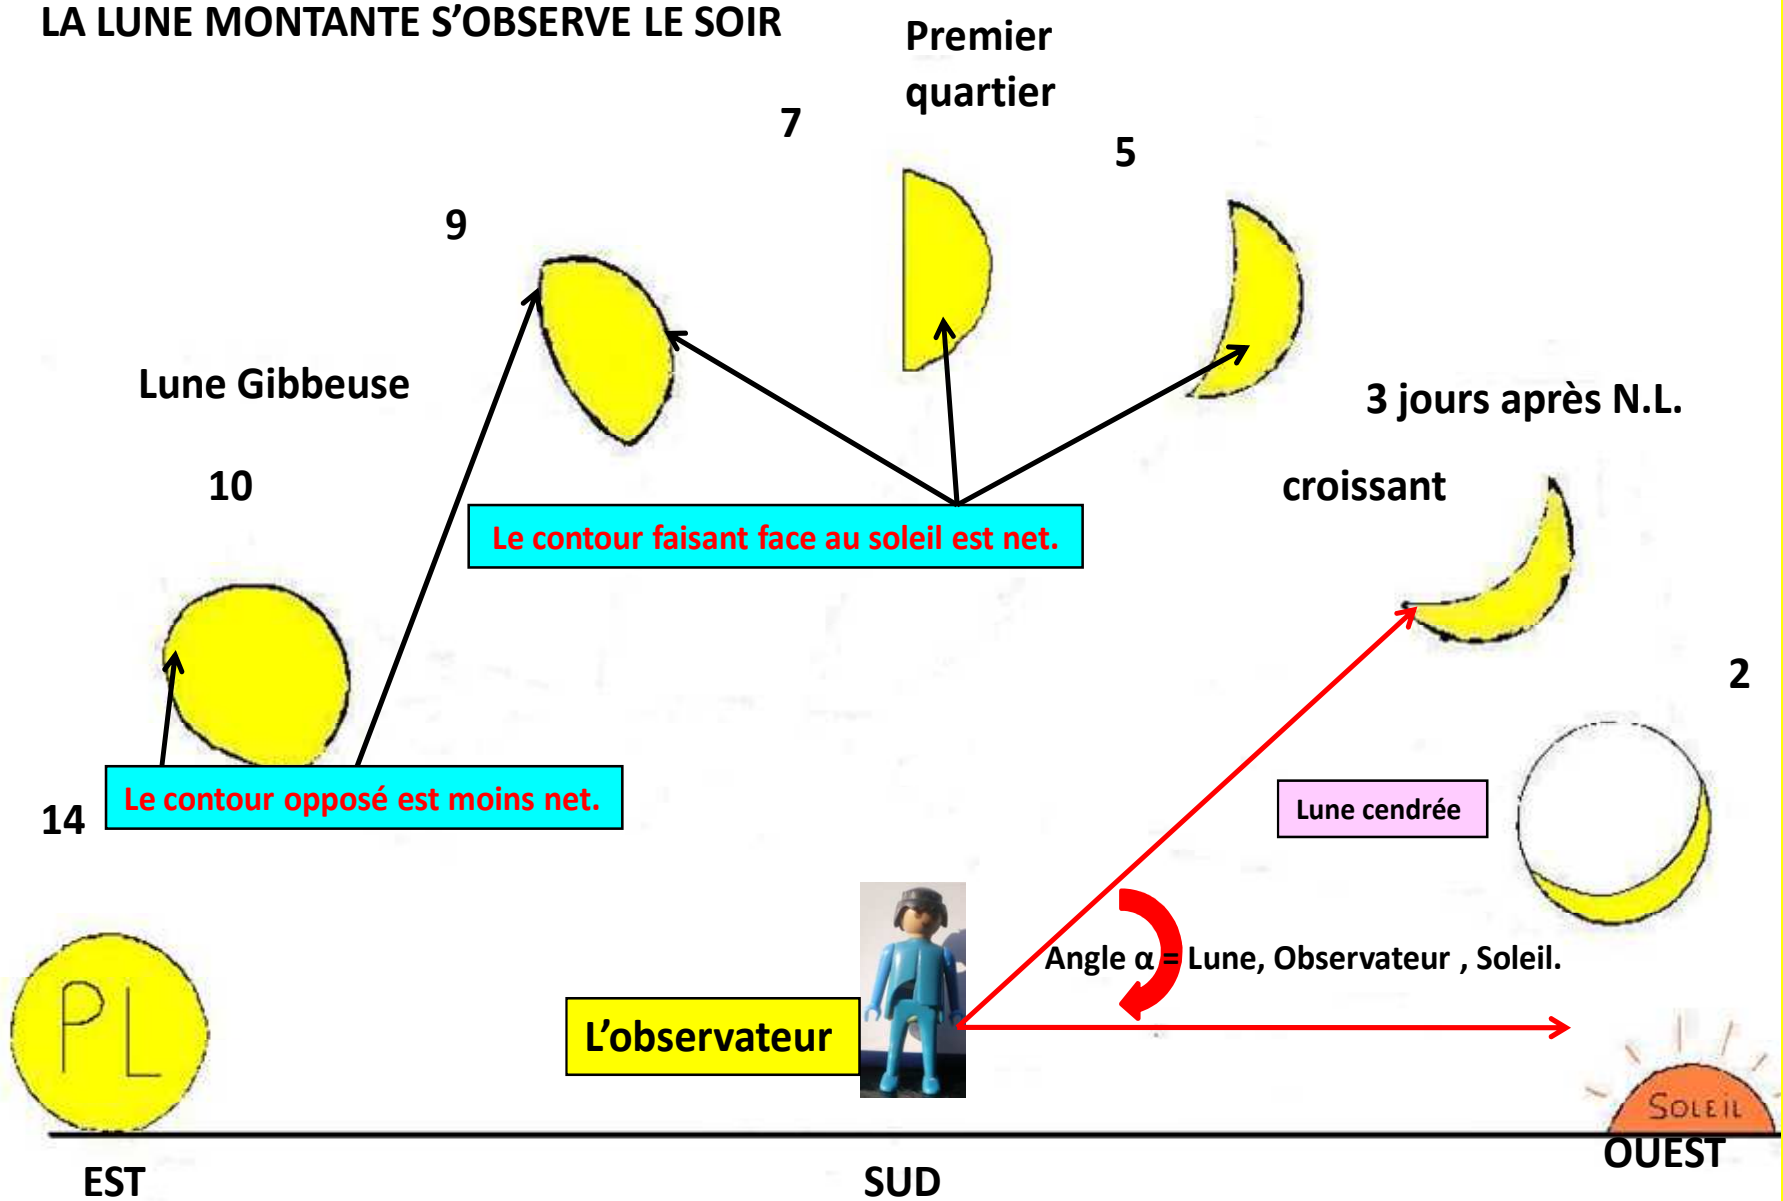 LA LUNE MONTANTE S'OBSERVE LE SOIR
Premier
quartier
7
5
9
Lune Gibbeuse
3 jours après N.L.
10
croissant
Le contour faisant face au soleil est net.
2
Le contour opposé est moins net.
14
Lune cendrée
Angle α = Lune, Observateur , Soleil.
PL
L'observateur
SOLEIL
OUEST
EST
SUD